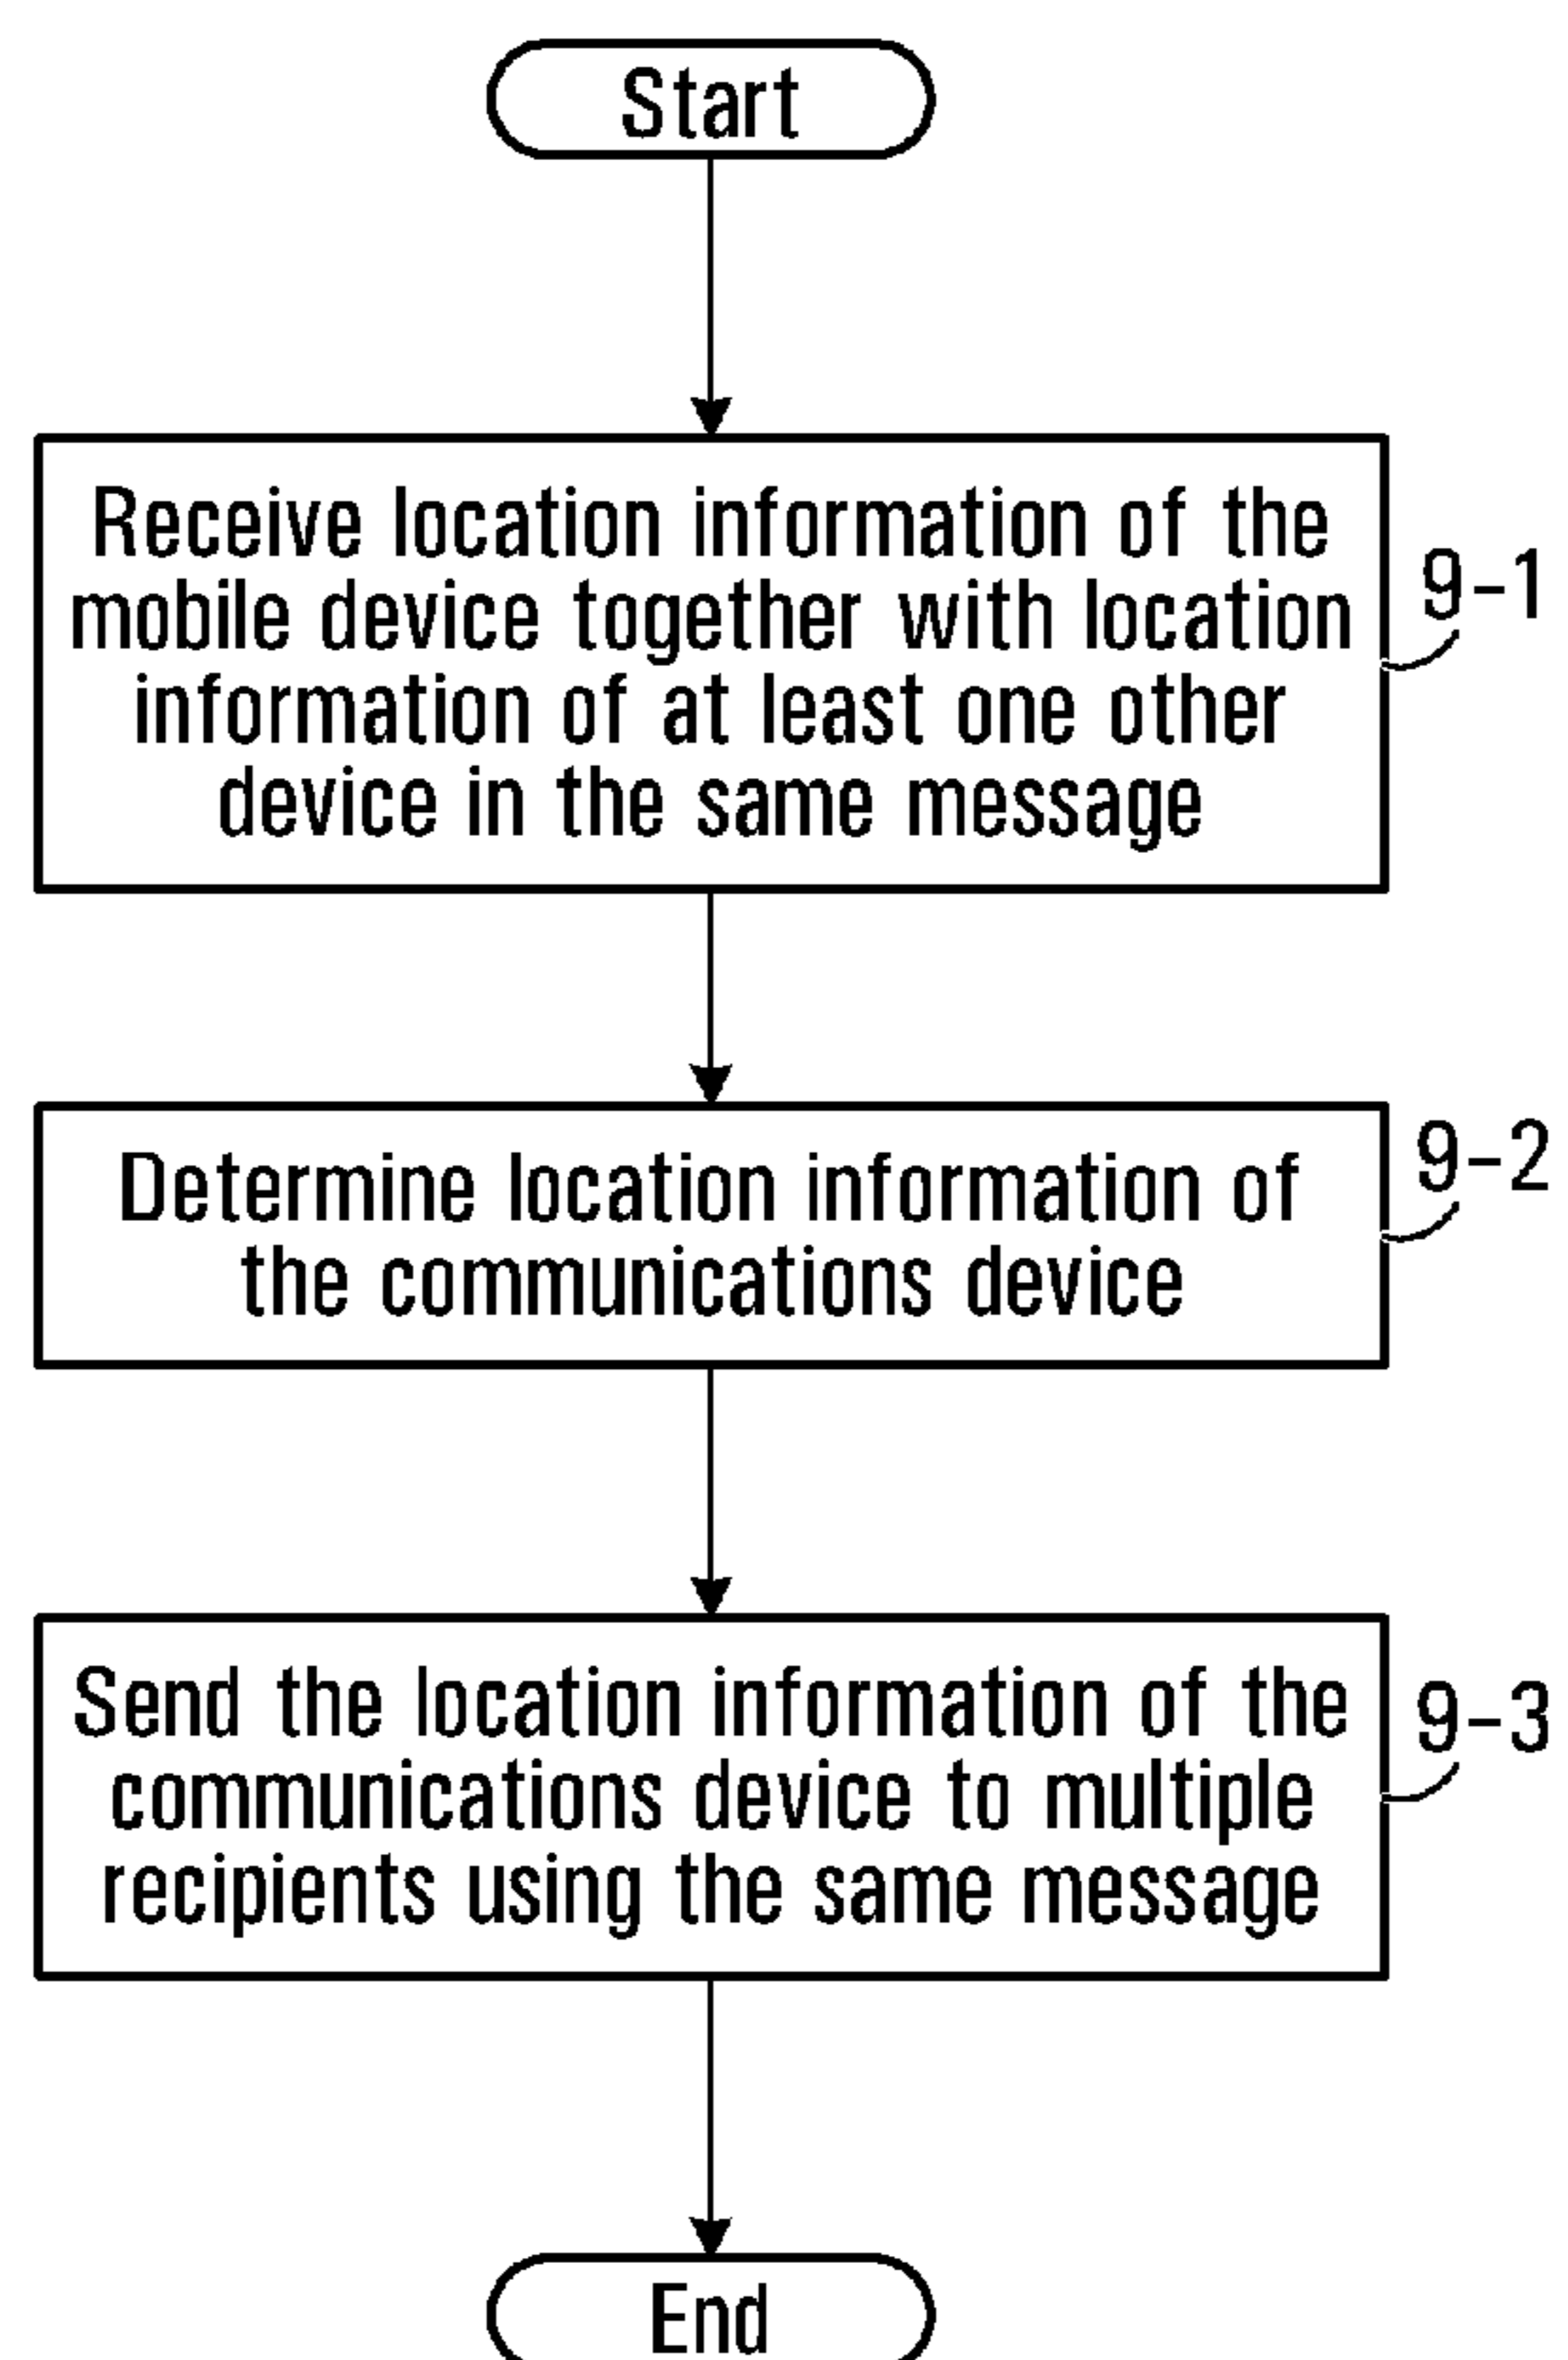 Start
Receive location information of the
mobile device together with location
information of at least one other
device in the same message
9-1
Determine location information of
the communications device
9-2
Send the location information of the
communications device to multiple
recipients using the same message
9-3
End